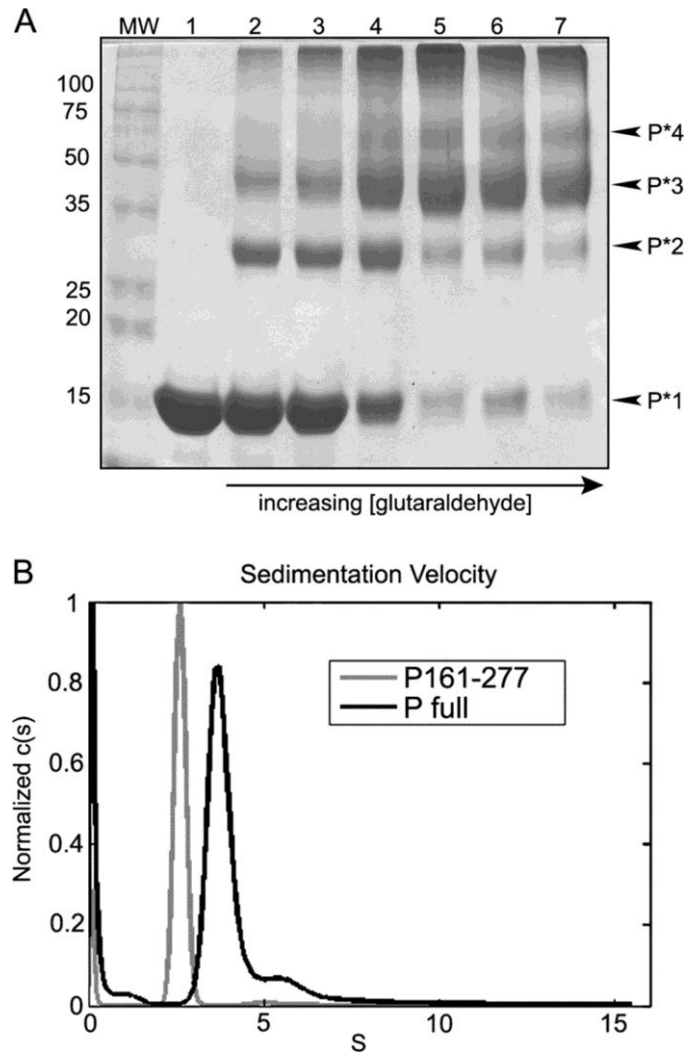 A
MW 1 2 3 4 5 6 7
100
75
50
35
25
20
15
P*4
P*3
P*2
P*1
increasing [glutaraldehyde]
B
Sedimentation Velocity
1
0.8
0.6
0.4
0.2
0
Normalized c(s)
P161-277
P full
0 5 10 15
S